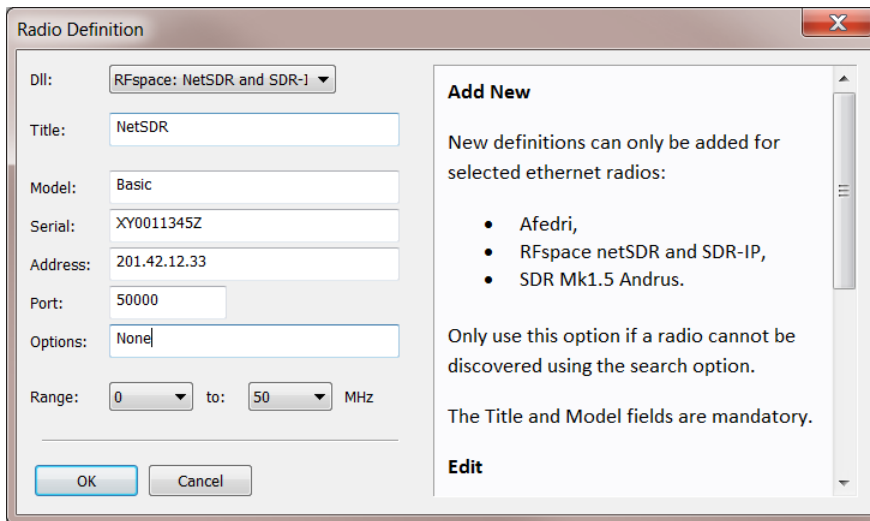 Radio Definition
Dll: RFspace: NetSDR and SDR-I
Title: NetSDR
Model: Basic
Serial: XY0011345Z
Address: 201.42.12.33
Port: 50000
Options: None
Range: 0 to: 50 MHz
OK Cancel
Add New
New definitions can only be added for
selected ethernet radios:
• Afedri,
• RFspace netSDR and SDR-IP,
• SDR Mk1.5 Andrus.
Only use this option if a radio cannot be
discovered using the search option.
The Title and Model fields are mandatory.
Edit